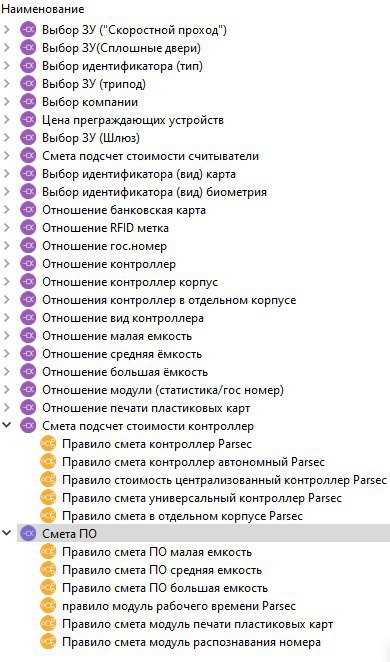 Наименование
Выбор ЗУ ("Скоростной проход")
Выбор ЗУ(Сплошные двери)
Выбор идентификатора (тип)
Выбор ЗУ (трипод)
Выбор компании
Цена преграждающих устройств
Выбор ЗУ (Шлюз)
Смета подсчет стоимости считыватели
Выбор идентификатора (вид) карта
Выбор идентификатора (вид) биометрия
Отношение банковская карта
Отношение RFID метка
Отношение гос.номер
Отношение контроллер
Отношение контроллер корпус
Отношения контроллер в отдельном корпусе
Отношение вид контроллера
Отношение малая емкость
Отношение средняя ёмкость
Отношение большая ёмкость
Отношение модули (статистика/гос номер)
Отношение печати пластиковых карт
Смета подсчет стоимости контроллер
Правило смета контроллер Parsec
Правило смета контроллер автономный Parsec
Правило стоимость централизованный контроллер Parsec
Правило смета универсальный контроллер Parsec
Правило смета в отдельном корпусе Parsec
Смета ПО
Правило смета ПО малая емкость
Правило смета ПО средняя емкость
Правило смета ПО большая емкость
правило модуль рабочего времени Parsec
Правило смета модуль печати пластиковых карт
Правило смета модуль распознавания номера